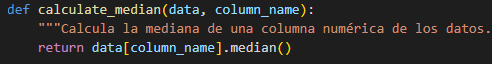 def calculate_median(data, column_name):
    """Calcula la mediana de una columna numérica de los datos.
    return data[column_name].median()